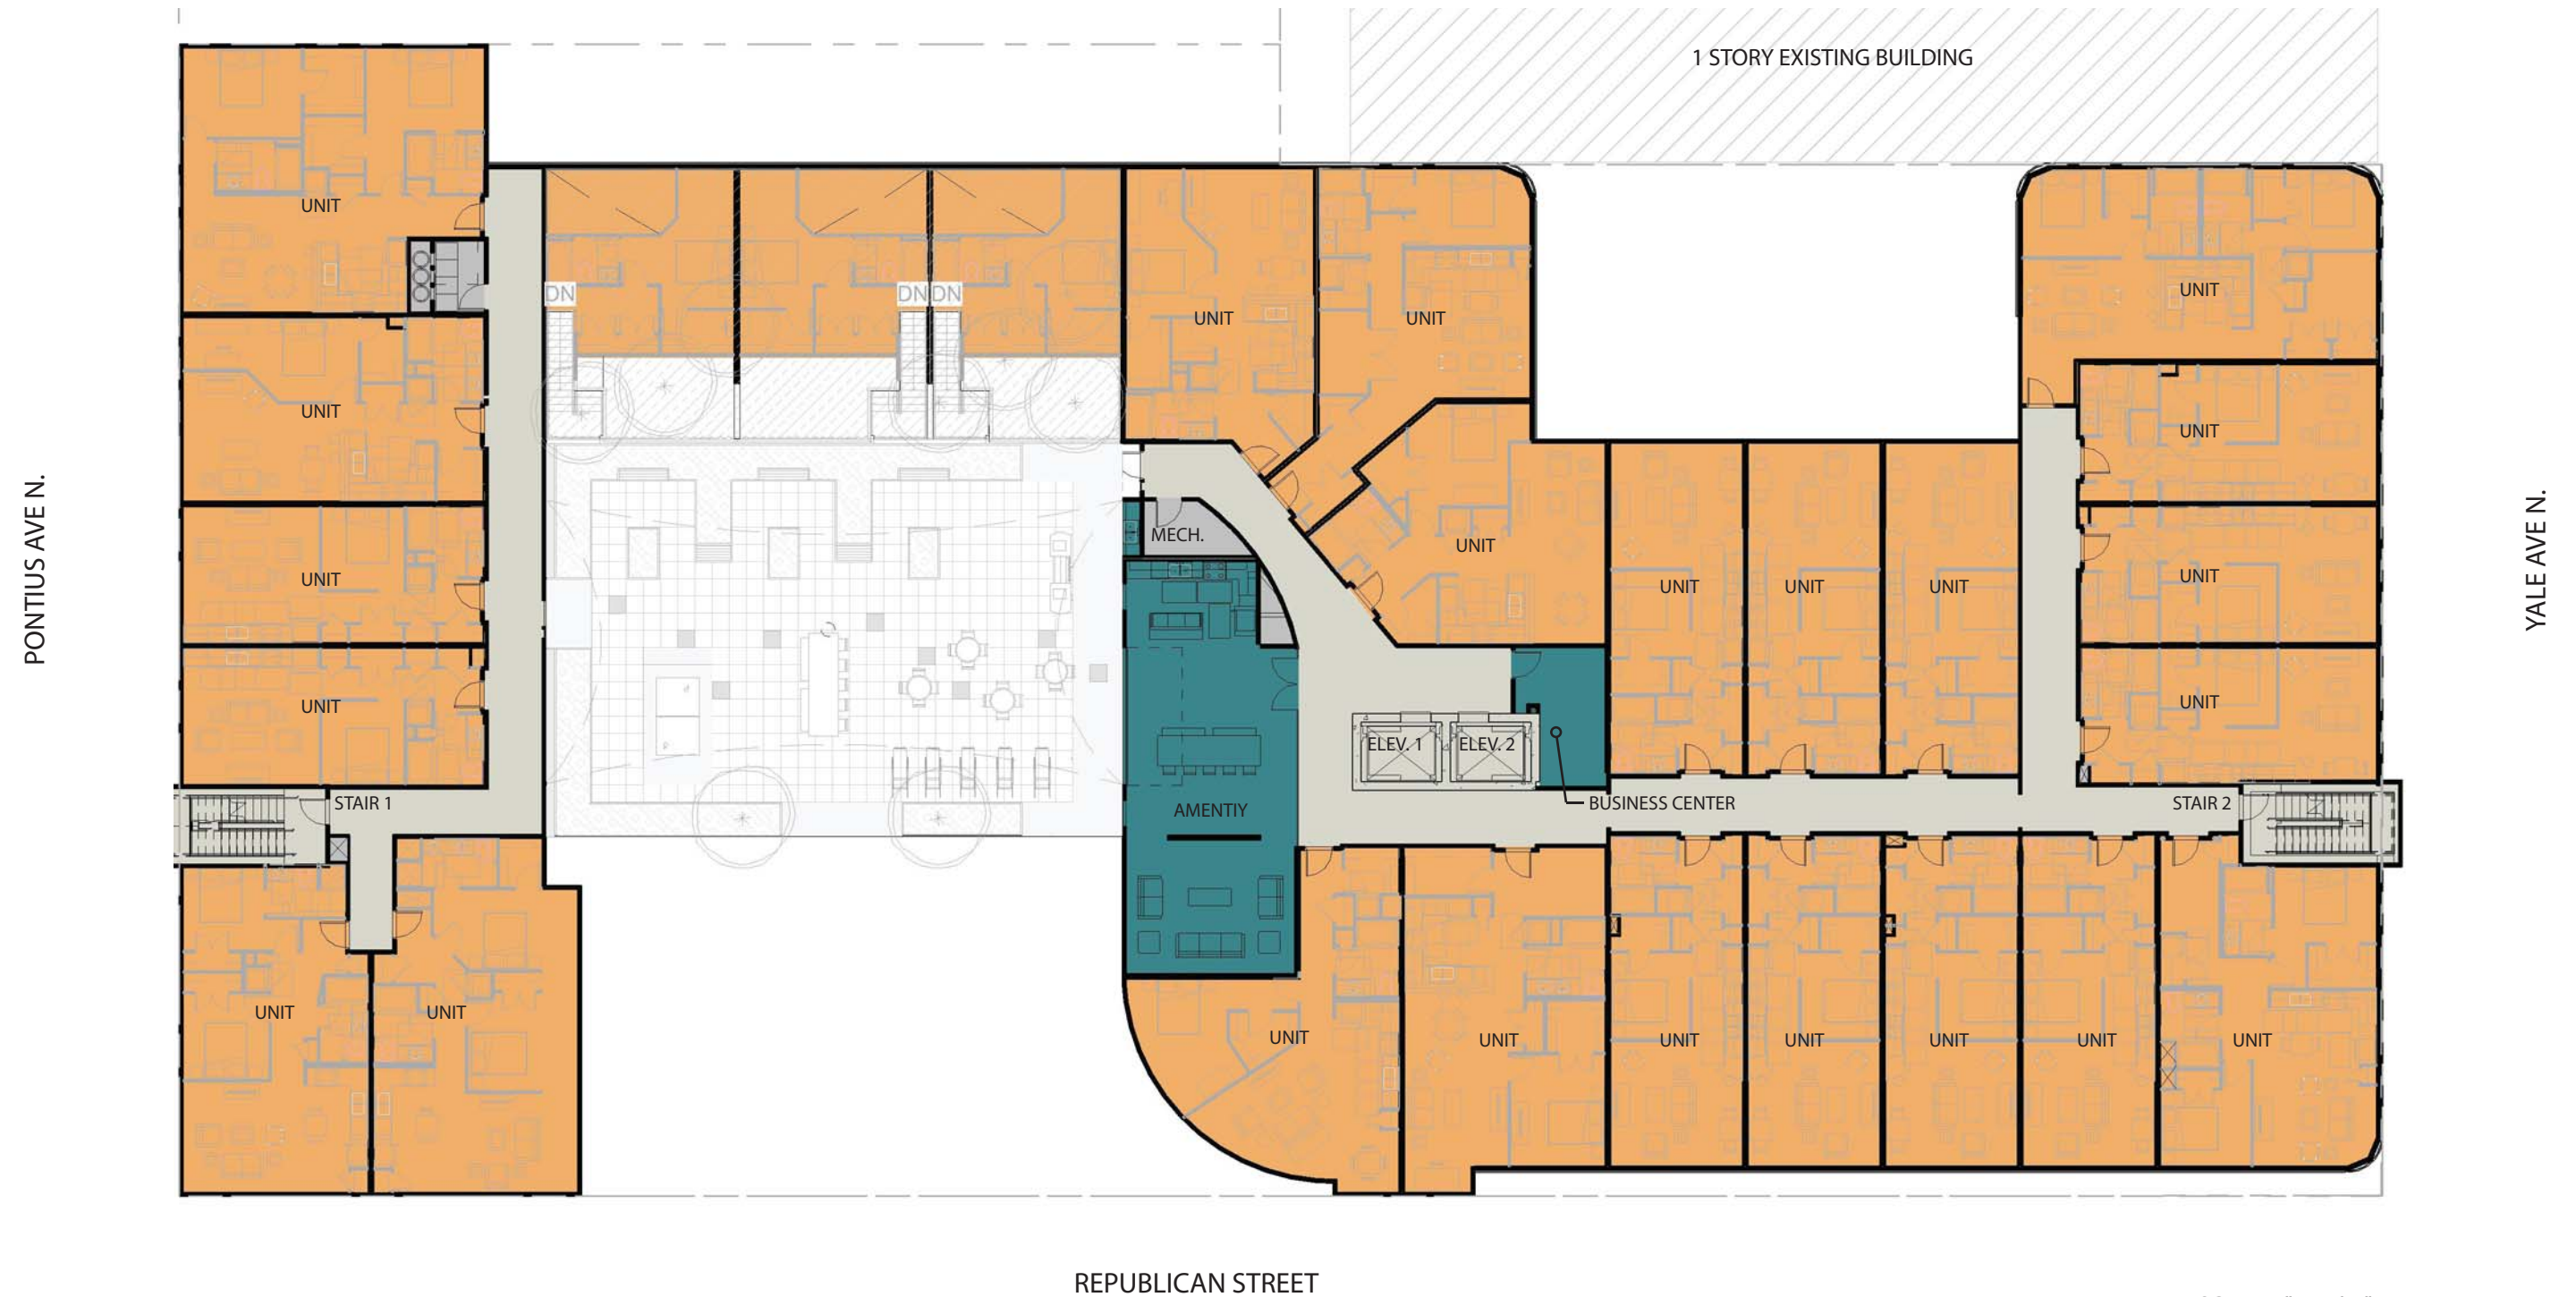 1 STORY EXISTING BUILDING
UNIT
UNIT
DN
DN
DN
UNIT
UNIT
UNIT
UNIT
UNIT
PONTIUS AVE N.
YALE AVE N.
MECH.
UNIT
UNIT
UNIT
UNIT
UNIT
UNIT
UNIT
UNIT
UNIT
ELEV. 1
ELEV. 2
STAIR 1
AMENTIY
BUSINESS CENTER
STAIR 2
UNIT
UNIT
UNIT
UNIT
UNIT
UNIT
UNIT
UNIT
UNIT
REPUBLICAN STREET